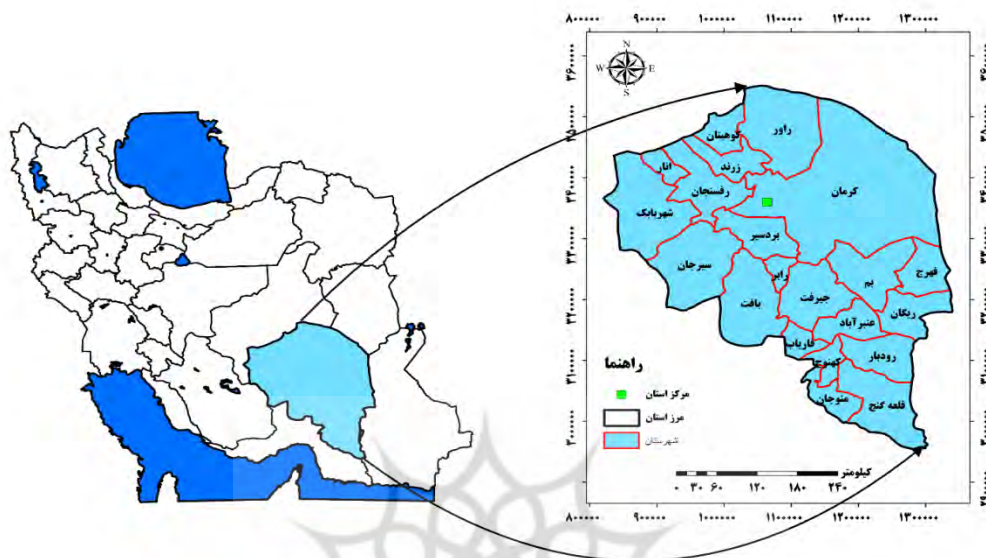 ۸۰۰۰۰۰ ۹۰۰۰۰۰ ۱۰۰۰۰۰۰ ۱۱۰۰۰۰۰ ۱۲۰۰۰۰۰ ۱۳۰۰۰۰۰
N
W E
S
راور
کوهبنان
زرند
انار
رفسنجان
کرمان
شهربابک
بردسیر
سیرجان
رابر
بافت
جیرفت
بم
فهرج
ریگان
عنبرآباد
فاریاب
رودبار
کهنوج
منوجان
قلعه گنج
راهنما
مرکز استان
مرز استان
شهرستان
کیلومتر
۰ ۳۰ ۶۰ ۱۲۰ ۱۸۰ ۲۴۰
۸۰۰۰۰۰ ۹۰۰۰۰۰ ۱۰۰۰۰۰۰ ۱۱۰۰۰۰۰ ۱۲۰۰۰۰۰ ۱۳۰۰۰۰۰